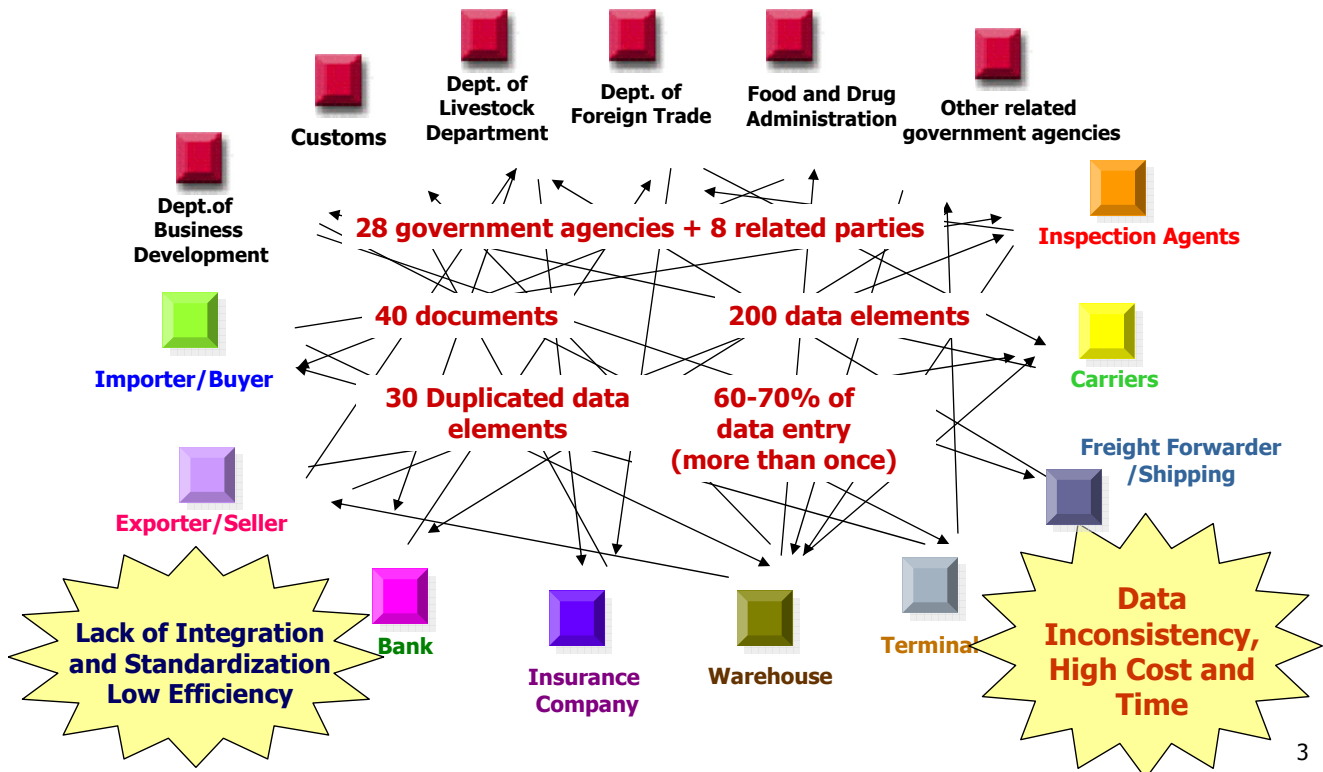 Dept. of
Livestock
Department
Dept. of
Foreign Trade
Food and Drug
Administration
Other related
government agencies
Customs
Dept.of
Business
Development
28 government agencies + 8 related parties
Inspection Agents
40 documents
200 data elements
Importer/Buyer
Carriers
30 Duplicated data
elements
60-70% of
data entry
(more than once)
Freight Forwarder
/Shipping
Exporter/Seller
Lack of Integration
and Standardization
Low Efficiency
Bank
Insurance
Company
Warehouse
Terminal
Data
Inconsistency,
High Cost and
Time
3